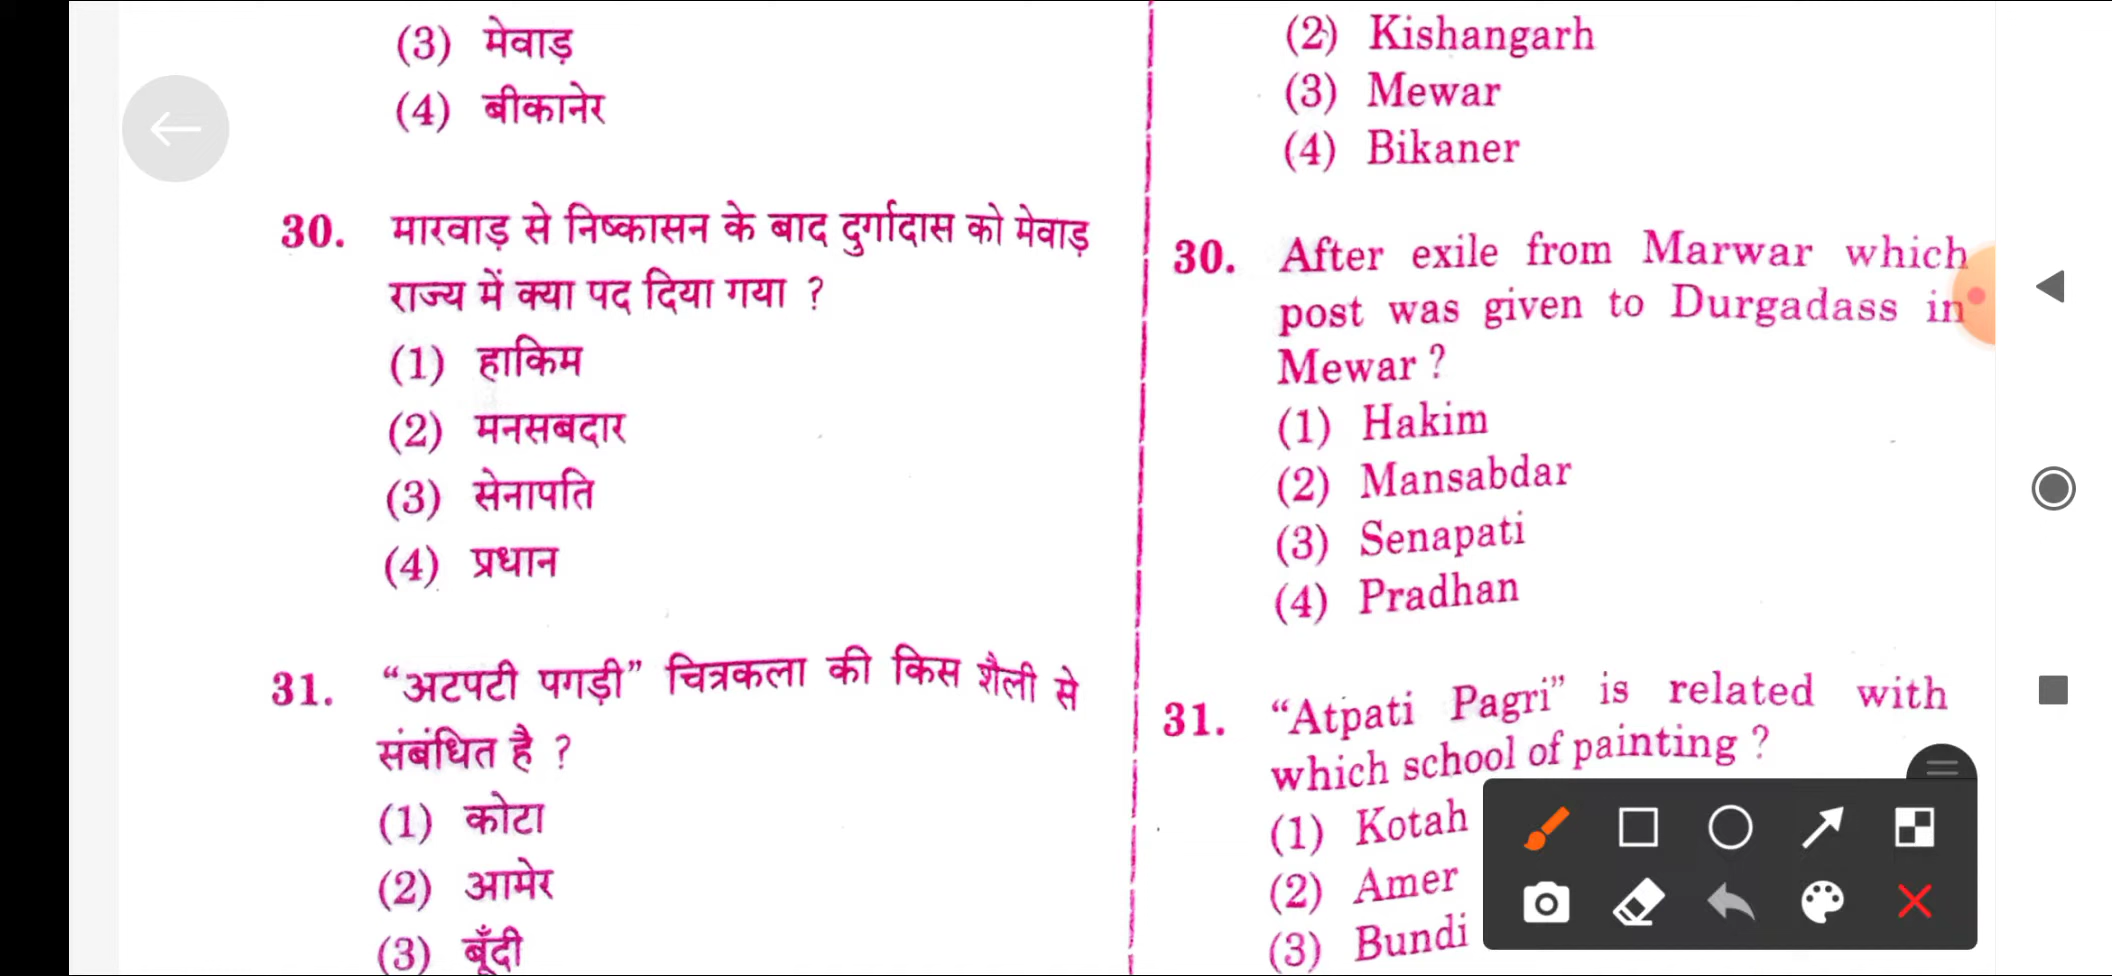 (3) मेवाड़
(4) बीकानेर
30. मारवाड़ से निष्कासन के बाद दुर्गादास को मेवाड़
राज्य में क्या पद दिया गया ?
(1) हाकिम
(2) मनसबदार
(3) सेनापति
(4) प्रधान
31. “अटपटी पगड़ी” चित्रकला की किस शैली से
संबंधित है ?
(1) कोटा
(2) आमेर
(3) बूँदी
(2) Kishangarh
(3) Mewar
(4) Bikaner
30. After exile from Marwar which
post was given to Durgadass in
Mewar ?
(1) Hakim
(2) Mansabdar
(3) Senapati
(4) Pradhan
31. “Atpati Pagri” is related with
which school of painting ?
(1) Kotah
(2) Amer
(3) Bundi